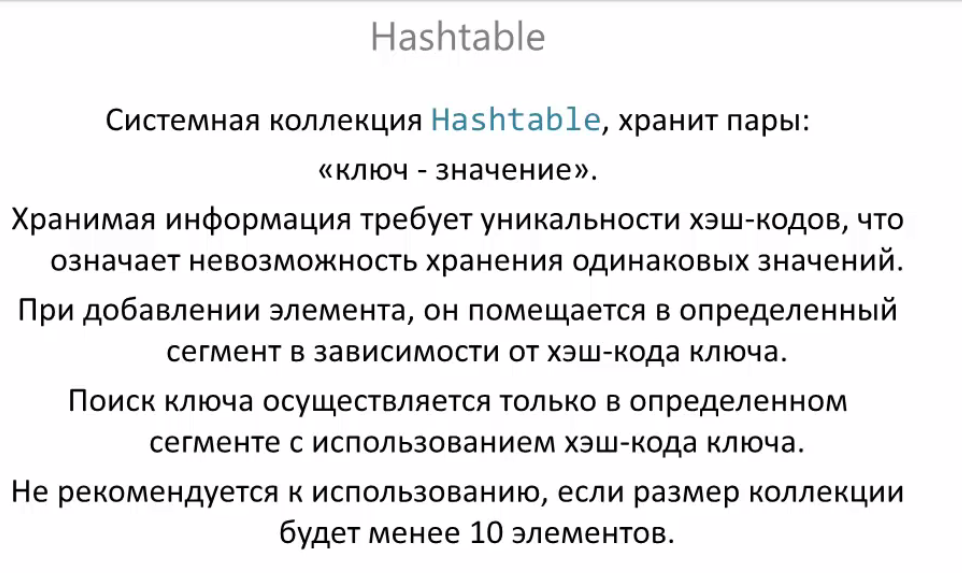 Hashtable
Системная коллекция Hashtable, хранит пары:
«ключ - значение».
Хранимая информация требует уникальности хэш-кодов, что
означает невозможность хранения одинаковых значений.
При добавлении элемента, он помещается в определенный
сегмент в зависимости от хэш-кода ключа.
Поиск ключа осуществляется только в определенном
сегменте с использованием хэш-кода ключа.
Не рекомендуется к использованию, если размер коллекции
будет менее 10 элементов.